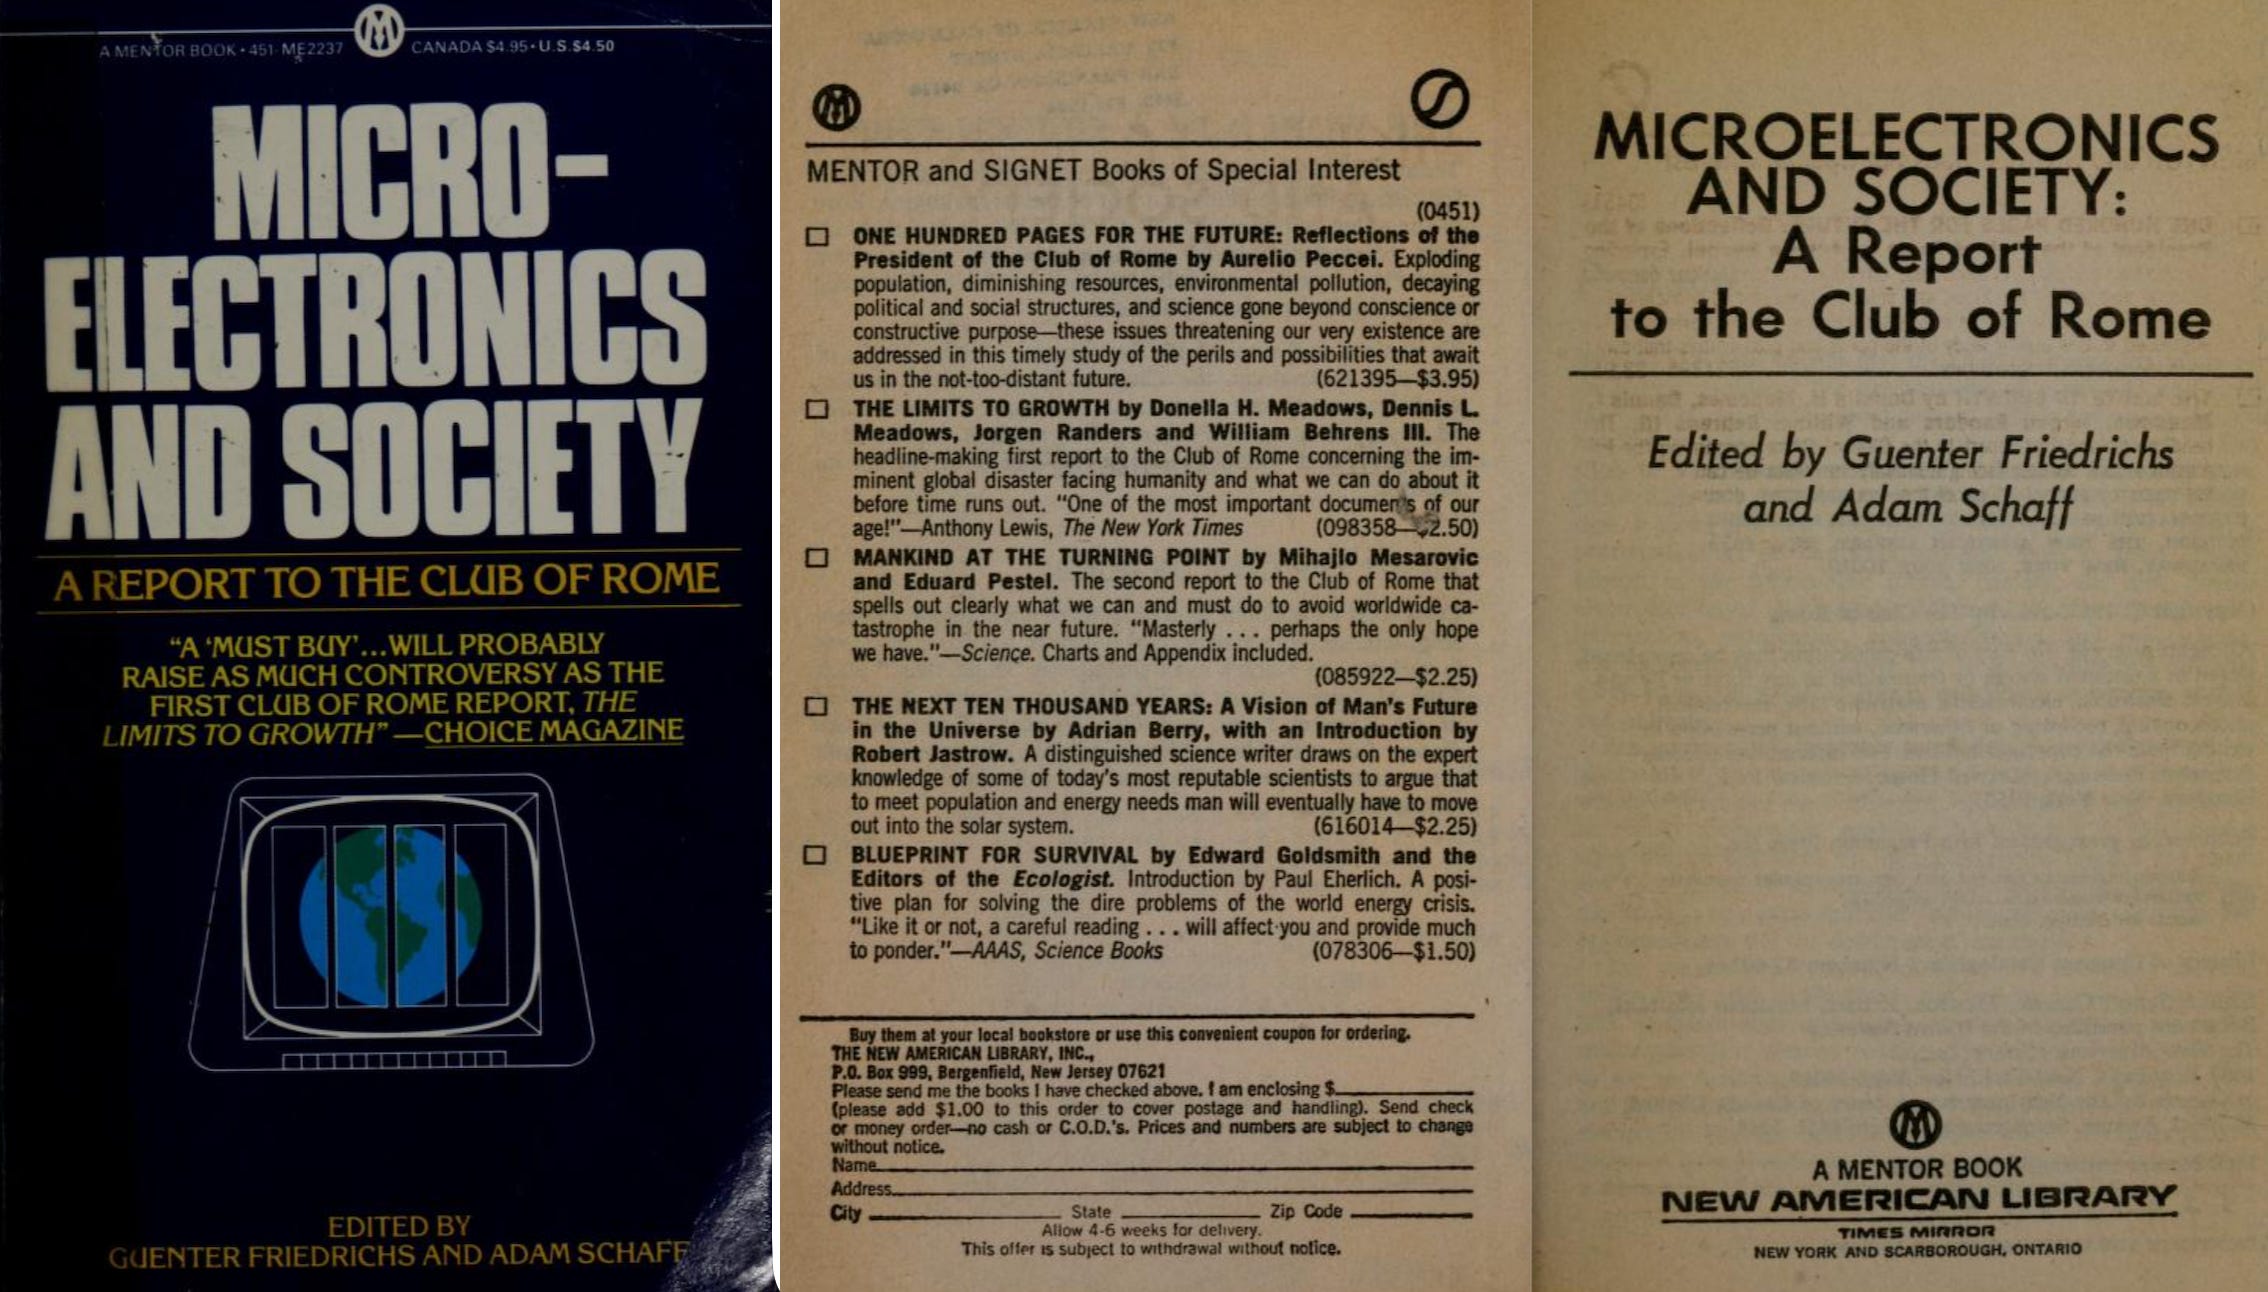 A MENTOR BOOK • 451-ME2237
CANADA $4.95 • U.S.$4.50
MICRO-
ELECTRONICS
AND SOCIETY
A REPORT TO THE CLUB OF ROME
“A ‘MUST BUY’...WILL PROBABLY
RAISE AS MUCH CONTROVERSY AS THE
FIRST CLUB OF ROME REPORT, THE
LIMITS TO GROWTH” —CHOICE MAGAZINE
EDITED BY
GUENTER FRIEDRICHS AND ADAM SCHAFF
MENTOR and SIGNET Books of Special Interest
(0451)
□ ONE HUNDRED PAGES FOR THE FUTURE: Reflections of the
President of the Club of Rome by Aurelio Peccei. Exploding
population, diminishing resources, environmental pollution, decaying
political and social structures, and science gone beyond conscience or
constructive purpose—these issues threatening our very existence are
addressed in this timely study of the perils and possibilities that await
us in the not-too-distant future. (621395—$3.95)
□ THE LIMITS TO GROWTH by Donella H. Meadows, Dennis L.
Meadows, Jorgen Randers and William Behrens III. The
headline-making first report to the Club of Rome concerning the im-
minent global disaster facing humanity and what we can do about it
before time runs out. “One of the most important documents of our
age!”—Anthony Lewis, The New York Times (098358—$2.50)
□ MANKIND AT THE TURNING POINT by Mihajlo Mesarovic
and Eduard Pestel. The second report to the Club of Rome that
spells out clearly what we can and must do to avoid worldwide ca-
tastrophe in the near future. “Masterly . . . perhaps the only hope
we have.”—Science. Charts and Appendix included.
(085922—$2.25)
□ THE NEXT TEN THOUSAND YEARS: A Vision of Man's Future
in the Universe by Adrian Berry, with an Introduction by
Robert Jastrow. A distinguished science writer draws on the expert
knowledge of some of today's most reputable scientists to argue that
to meet population and energy needs man will eventually have to move
out into the solar system. (616014—$2.25)
□ BLUEPRINT FOR SURVIVAL by Edward Goldsmith and the
Editors of the Ecologist. Introduction by Paul Eherlich. A posi-
tive plan for solving the dire problems of the world energy crisis.
“Like it or not, a careful reading . . . will affect you and provide much
to ponder.”—AAAS, Science Books (078306—$1.50)
Buy them at your local bookstore or use this convenient coupon for ordering.
THE NEW AMERICAN LIBRARY, INC.,
P.O. Box 999, Bergenfield, New Jersey 07621
Please send me the books I have checked above. I am enclosing $
(please add $1.00 to this order to cover postage and handling). Send check
or money order—no cash or C.O.D.'s. Prices and numbers are subject to change
without notice.
Name
Address
City State Zip Code
Allow 4-6 weeks for delivery.
This offer is subject to withdrawal without notice.
MICROELECTRONICS
AND SOCIETY:
A Report
to the Club of Rome
Edited by Guenter Friedrichs
and Adam Schaff
A MENTOR BOOK
NEW AMERICAN LIBRARY
TIMES MIRROR
NEW YORK AND SCARBOROUGH, ONTARIO